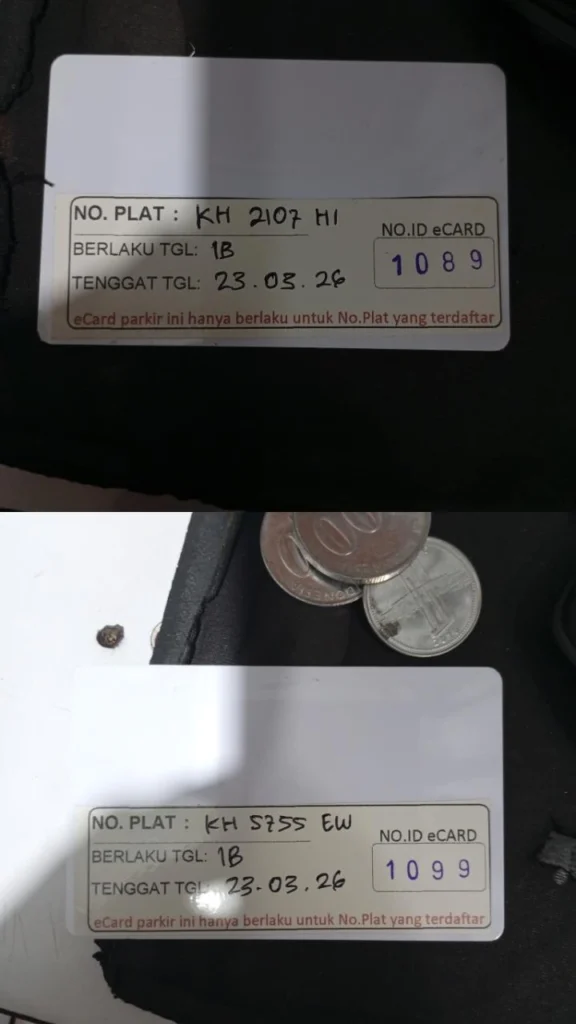 NO. PLAT : KH 2107 HI
NO.ID eCARD
BERLAKU TGL: 1B
1089
TENGGAT TGL: 23.03.26
eCard parkir ini hanya berlaku untuk No.Plat yang terdaftar
NO. PLAT : KH 5755 EW
NO.ID eCARD
BERLAKU TGL: 1B
1099
TENGGAT TGL: 23.03.26
eCard parkir ini hanya berlaku untuk No.Plat yang terdaftar